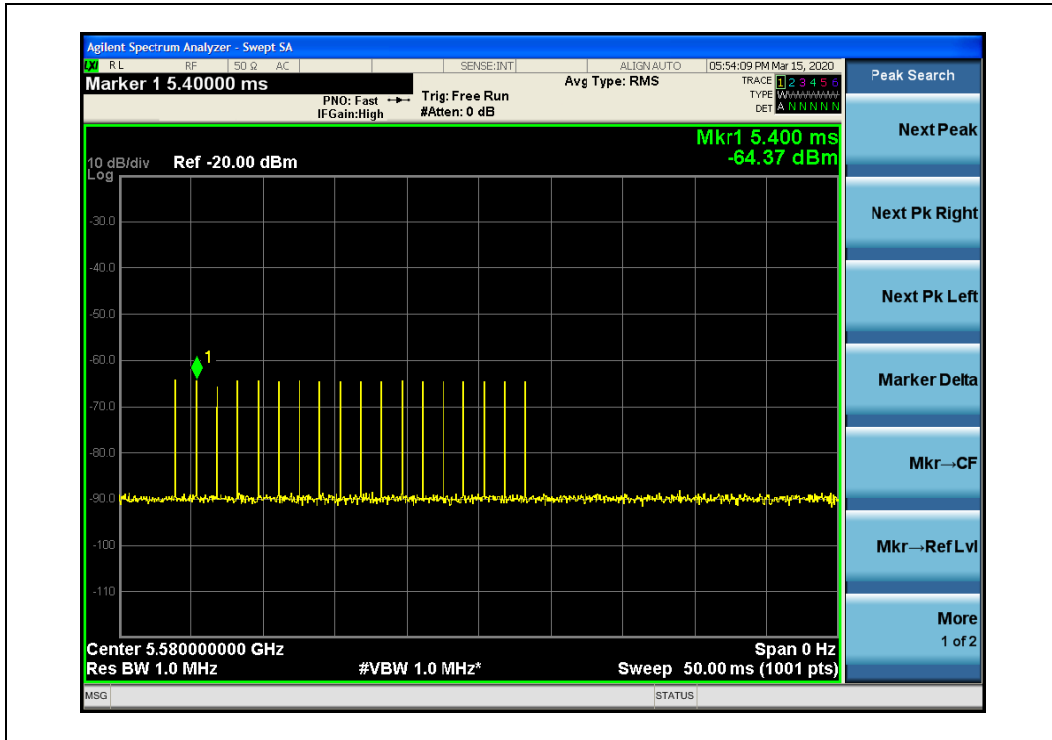 Agilent Spectrum Analyzer - Swept SA
LXI RL RF 50 Ω AC SENSE:INT ALIGN AUTO 05:54:09 PM Mar 15, 2020
Marker 1 5.40000 ms
PNO: Fast
IFGain:High
Trig: Free Run
#Atten: 0 dB
Avg Type: RMS
TRACE 1 2 3 4 5 6
TYPE WWWWWW
DET A N N N N N
Peak Search
Mkr1 5.400 ms
-64.37 dBm
10 dB/div Ref -20.00 dBm
Log
-30.0
-40.0
-50.0
-60.0
1
-70.0
-80.0
-90.0
-100
-110
Center 5.580000000 GHz Span 0 Hz
Res BW 1.0 MHz #VBW 1.0 MHz* Sweep 50.00 ms (1001 pts)
Next Peak
Next Pk Right
Next Pk Left
Marker Delta
Mkr→CF
Mkr→Ref Lvl
More
1 of 2
MSG STATUS